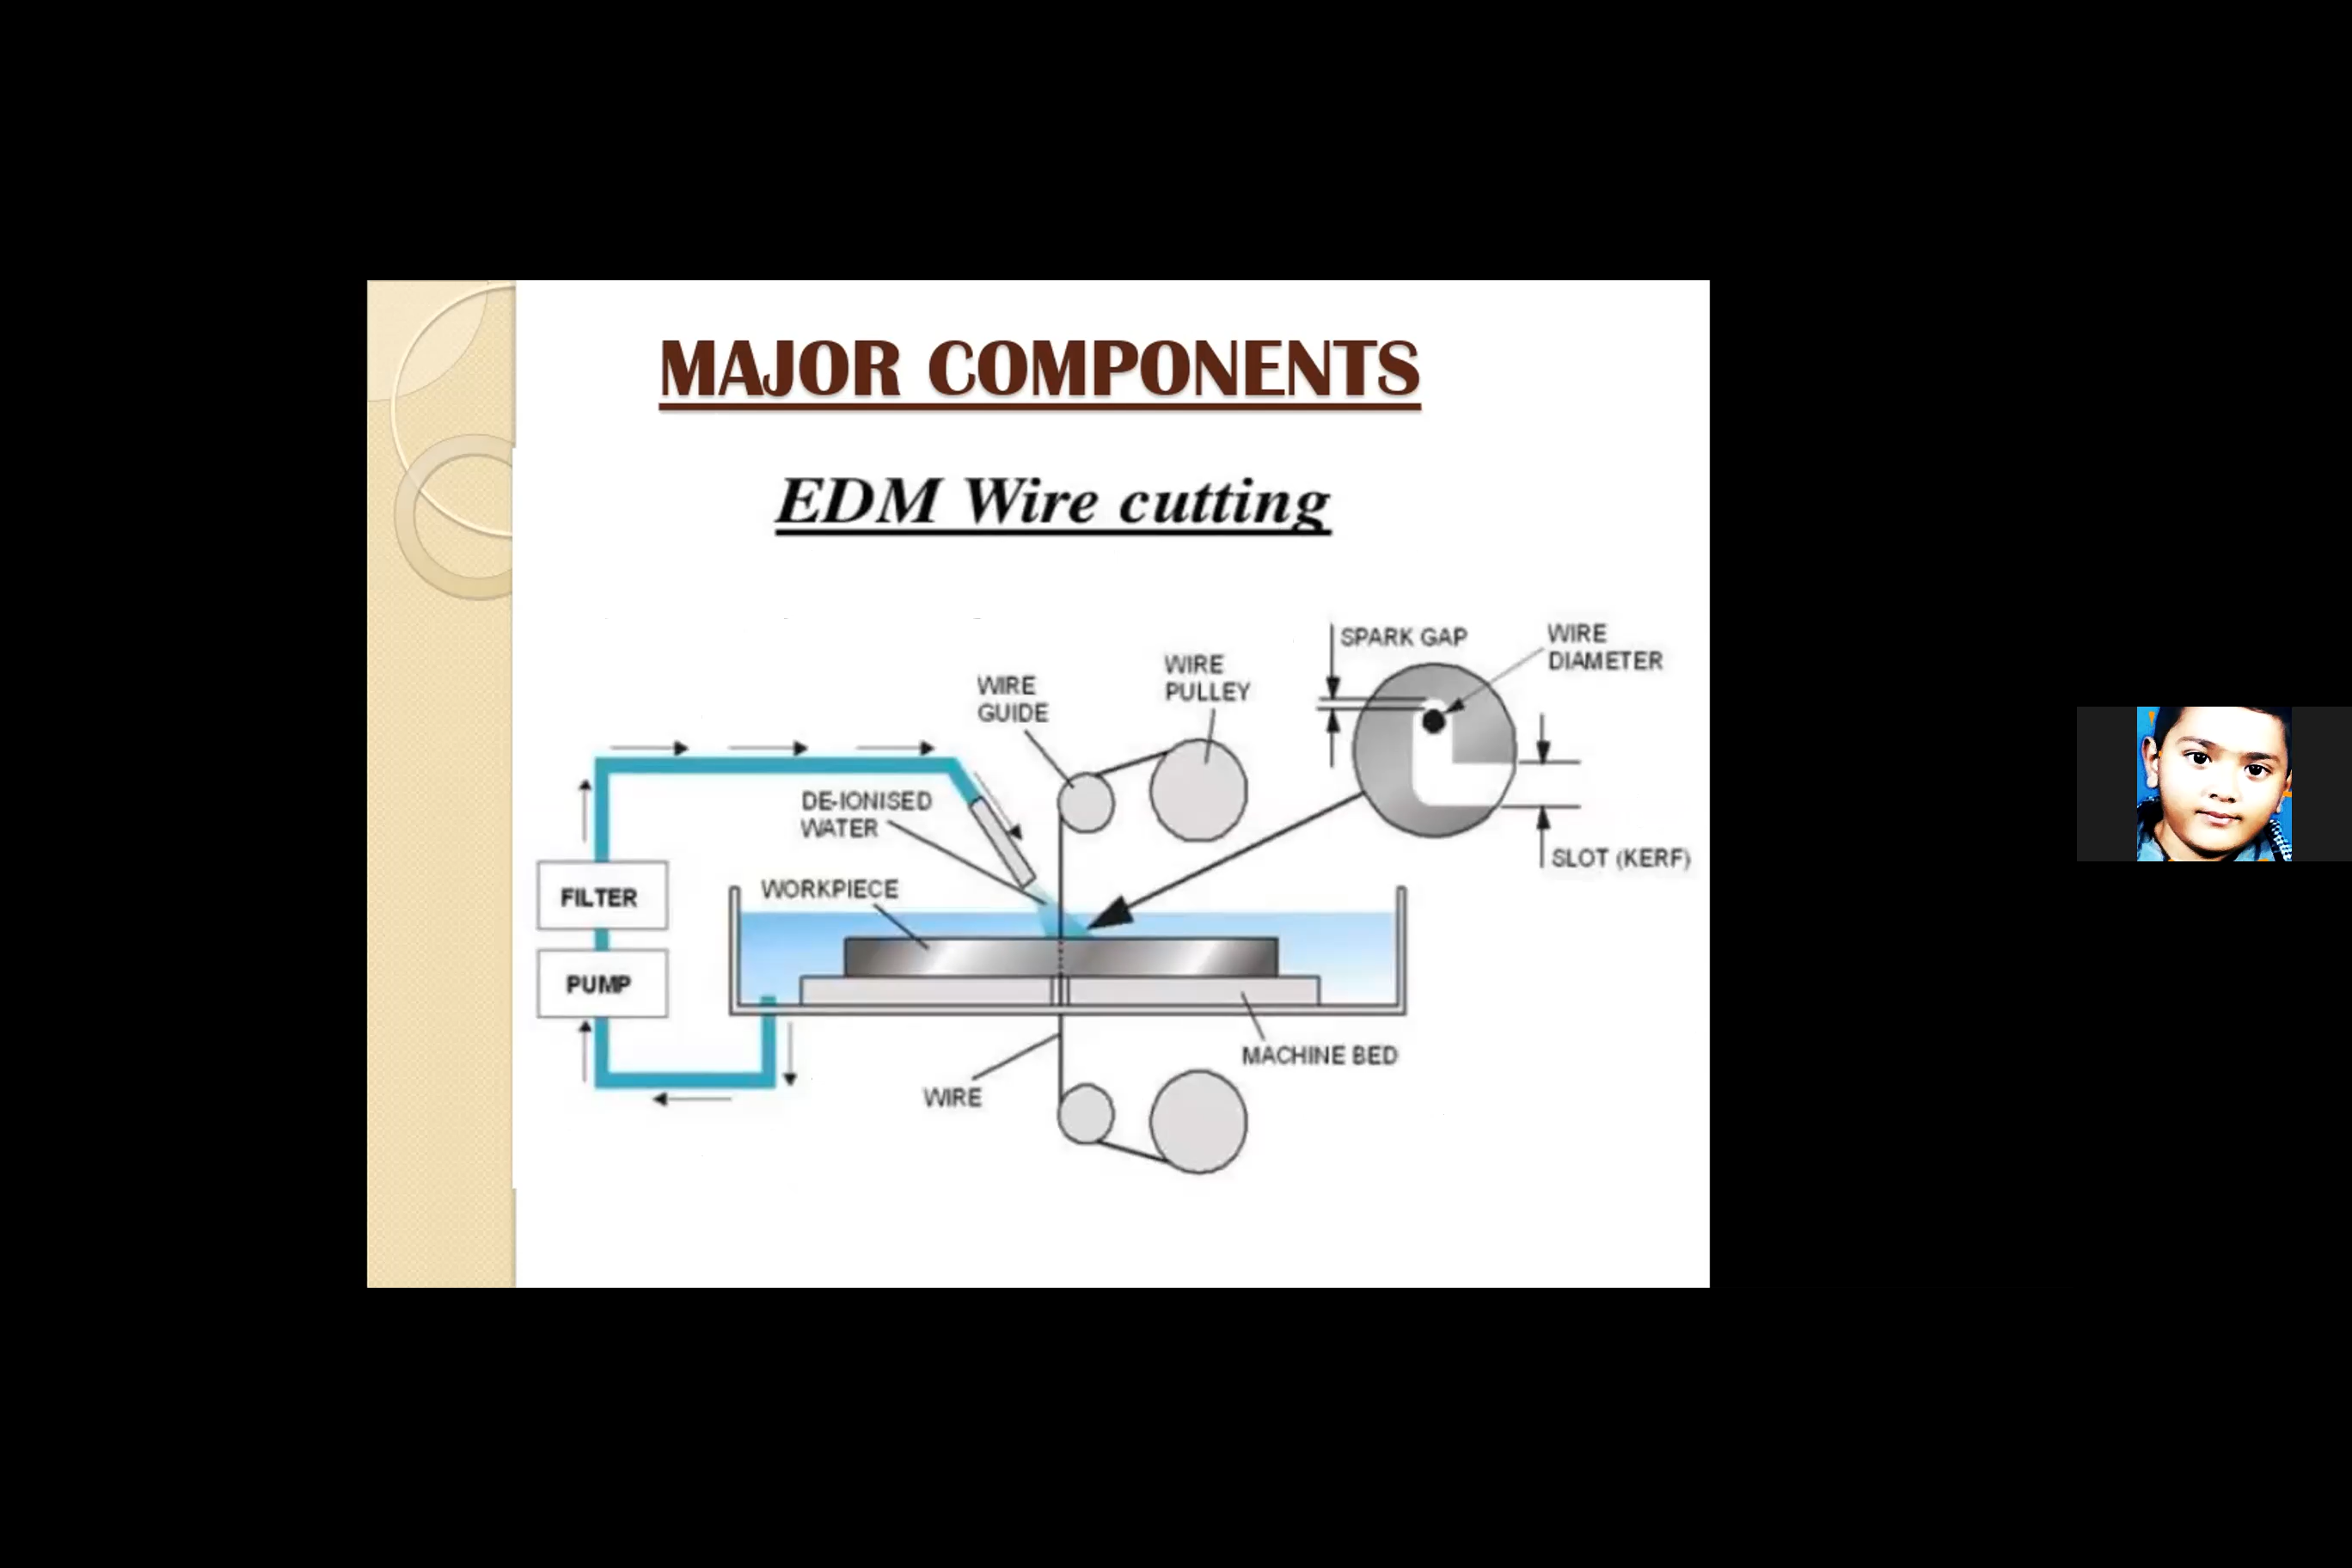 MAJOR COMPONENTS
EDM Wire cutting
SPARK GAP
WIRE
DIAMETER
WIRE
PULLEY
WIRE
GUIDE
DE-IONISED
WATER
SLOT (KERF)
WORKPIECE
FILTER
PUMP
MACHINE BED
WIRE